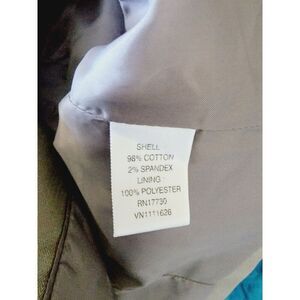 SHELL
98% COTTON
2% SPANDEX
LINING
100% POLYESTER
RN17730
VN1111626